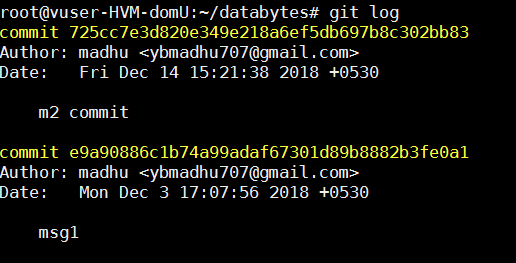 root@vuser-HVM-domU:~/databytes# git log
commit 725cc7e3d820e349e218a6ef5db697b8c302bb83
Author: madhu <ybmadhu707@gmail.com>
Date:   Fri Dec 14 15:21:38 2018 +0530
    m2 commit
commit e9a90886c1b74a99adaf67301d89b8882b3fe0a1
Author: madhu <ybmadhu707@gmail.com>
Date:   Mon Dec 3 17:07:56 2018 +0530
    msg1